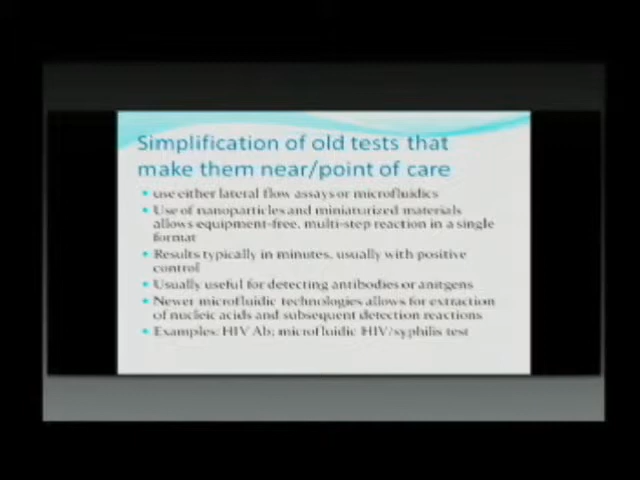 Simplification of old tests that
make them near/point of care
• use either lateral flow assays or microfluidics
• Use of nanoparticles and miniaturized materials
allows equipment-free, multi-step reaction in a single
format
• Results typically in minutes, usually with positive
control
• Usually useful for detecting antibodies or anitgens
• Newer microfluidic technologies allows for extraction
of nucleic acids and subsequent detection reactions
• Examples: HIV Ab; microfluidic HIV/syphilis test